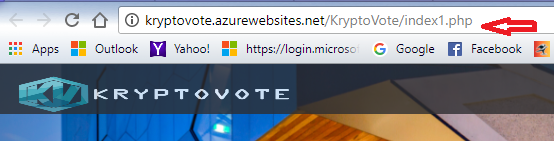 kryptovote.azurewebsites.net/KryptoVote/index1.php
Apps Outlook Yahoo! https://login.microso Google Facebook
KV KRYPTOVOTE